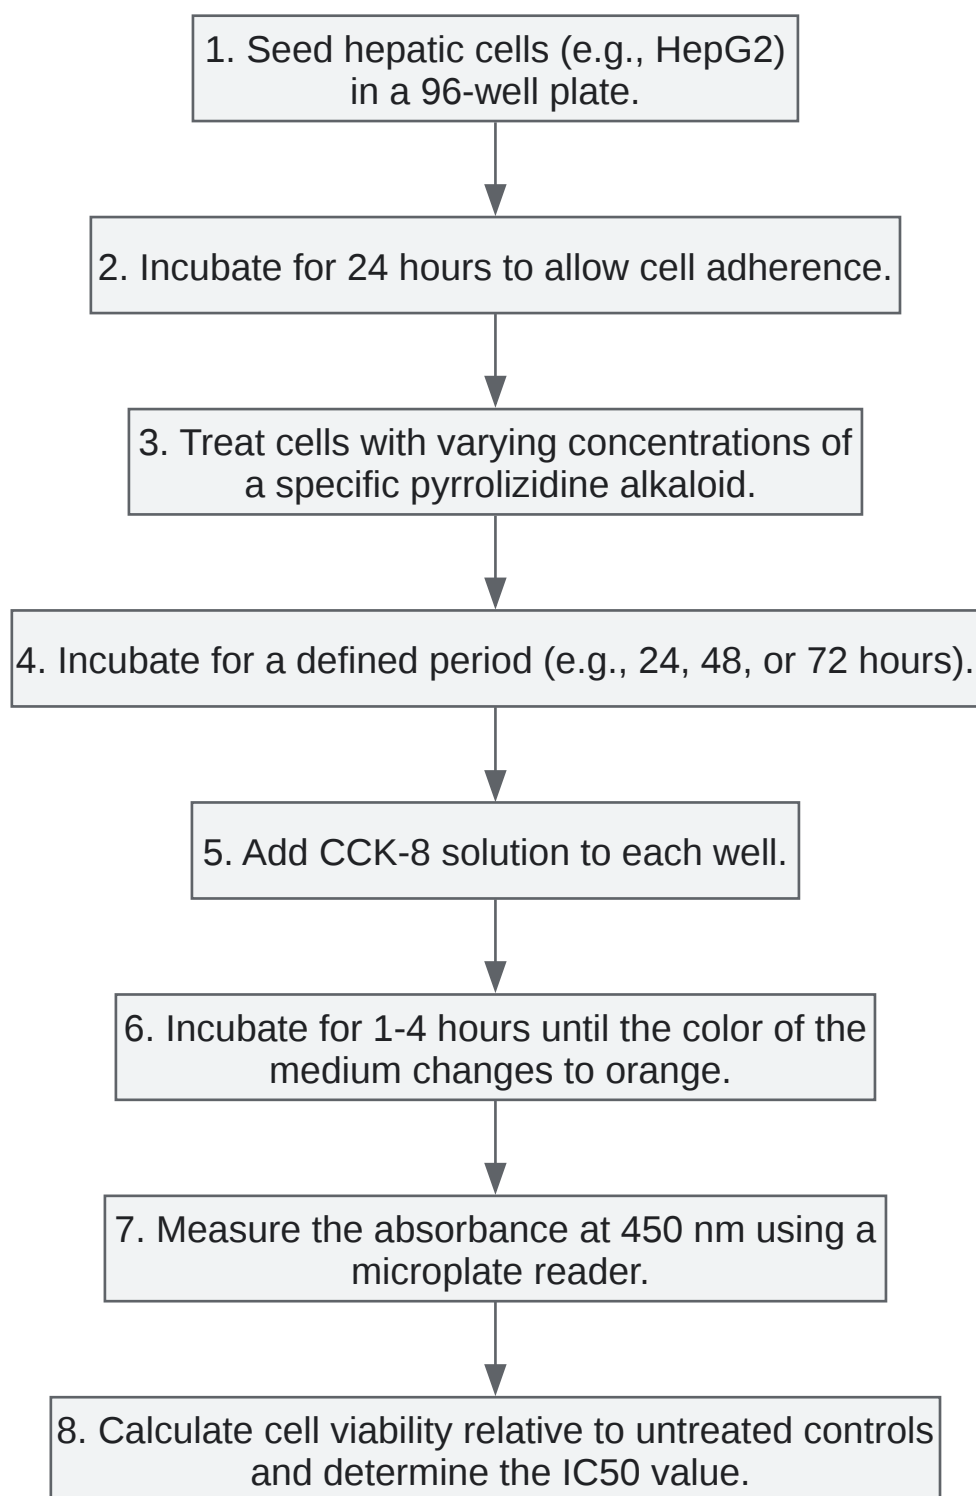 1. Seed hepatic cells (e.g., HepG2)
in a 96-well plate.
2. Incubate for 24 hours to allow cell adherence.
3. Treat cells with varying concentrations of
a specific pyrrolizidine alkaloid.
4. Incubate for a defined period (e.g., 24, 48, or 72 hours).
5. Add CCK-8 solution to each well.
6. Incubate for 1-4 hours until the color of the
medium changes to orange.
7. Measure the absorbance at 450 nm using a
microplate reader.
8. Calculate cell viability relative to untreated controls
and determine the IC50 value.